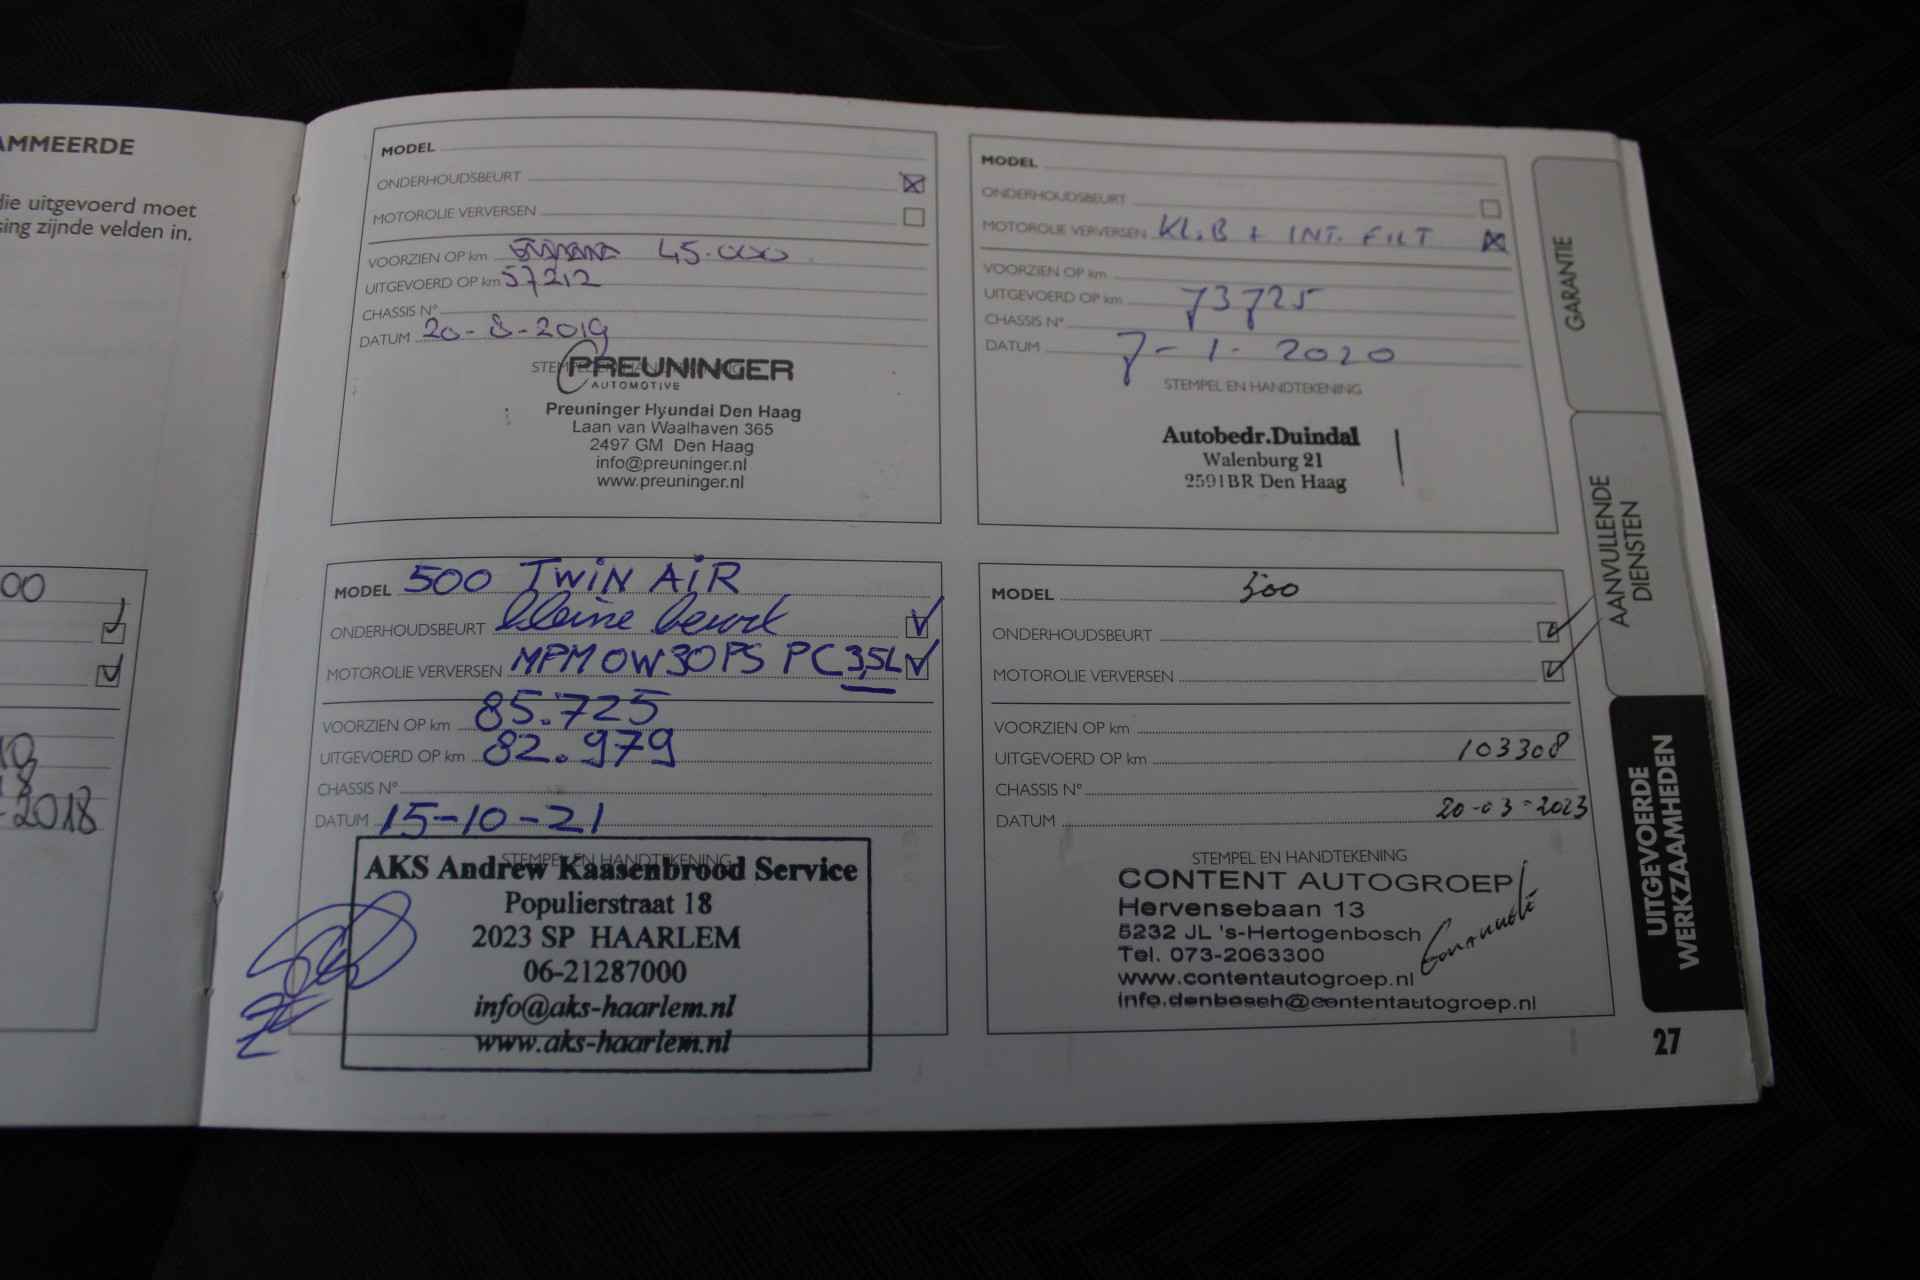 AMMEERDE
die uitgevoerd moet
sing zijnde velden in.
00
2018
MODEL
ONDERHOUDSBEURT
MOTOROLIE VERVERSEN
VOORZIEN OP km 45.000
UITGEVOERD OP km 57212
CHASSIS N°
DATUM 20-8-2019
STEMPEL EN HANDTEKENING
PREUNINGER
AUTOMOTIVE
Preuninger Hyundai Den Haag
Laan van Waalhaven 365
2497 GM Den Haag
info@preuninger.nl
www.preuninger.nl
MODEL
ONDERHOUDSBEURT
MOTOROLIE VERVERSEN KL.B + INT. FILT
VOORZIEN OP km
UITGEVOERD OP km 73725
CHASSIS N°
DATUM 7-1-2020
STEMPEL EN HANDTEKENING
Autobedr.Duindal
Walenburg 21
2591BR Den Haag
MODEL 500 TWIN AIR
ONDERHOUDSBEURT kleine beurt
MOTOROLIE VERVERSEN MPM 0W30PS PC 3,5L
VOORZIEN OP km 85.725
UITGEVOERD OP km 82.979
CHASSIS N°
DATUM 15-10-21
STEMPEL EN HANDTEKENING
AKS Andrew Kaasenbrood Service
Populierstraat 18
2023 SP HAARLEM
06-21287000
info@aks-haarlem.nl
www.aks-haarlem.nl
MODEL 500
ONDERHOUDSBEURT
MOTOROLIE VERVERSEN
VOORZIEN OP km
UITGEVOERD OP km 103308
CHASSIS N°
DATUM 20-03-2023
STEMPEL EN HANDTEKENING
CONTENT AUTOGROEP
Hervensebaan 13
5232 JL 's-Hertogenbosch
Tel. 073-2063300
www.contentautogroep.nl
info.denbosch@contentautogroep.nl
GARANTIE
AANVULLENDE
DIENSTEN
UITGEVOERDE
WERKZAAMHEDEN
27